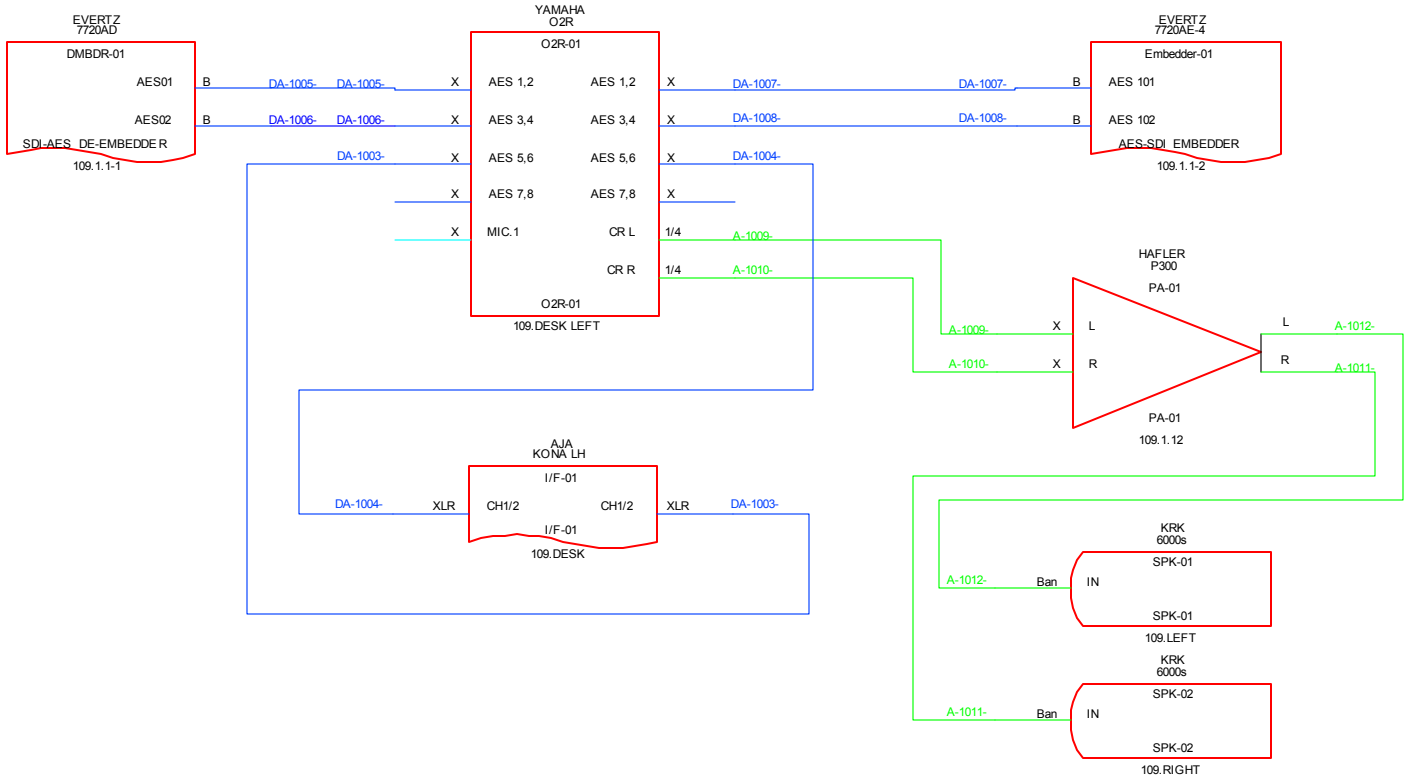 EVERTZ
7720AD
DMBDR-01
AES01 B DA-1005- DA-1005-
AES02 B DA-1006- DA-1006-
SDI-AES DE-EMBEDDER
109.1.1-1
YAMAHA
O2R
O2R-01
X AES 1,2 AES 1,2 X DA-1007- DA-1007-
X AES 3,4 AES 3,4 X DA-1008- DA-1008-
DA-1003- X AES 5,6 AES 5,6 X DA-1004-
X AES 7,8 AES 7,8 X
X MIC.1 CR L 1/4 A-1009-
CR R 1/4 A-1010-
O2R-01
109.DESK LEFT
EVERTZ
7720AE-4
Embedder-01
B AES 101
B AES 102
AES-SDI EMBEDDER
109.1.1-2
HAFLER
P300
PA-01
A-1009- X L
A-1010- X R
L A-1012-
R A-1011-
PA-01
109.1.12
AJA
KONA LH
I/F-01
DA-1004- XLR CH1/2 CH1/2 XLR DA-1003-
I/F-01
109.DESK
KRK
6000s
SPK-01
A-1012- Ban IN
SPK-01
109.LEFT
KRK
6000s
SPK-02
A-1011- Ban IN
SPK-02
109.RIGHT